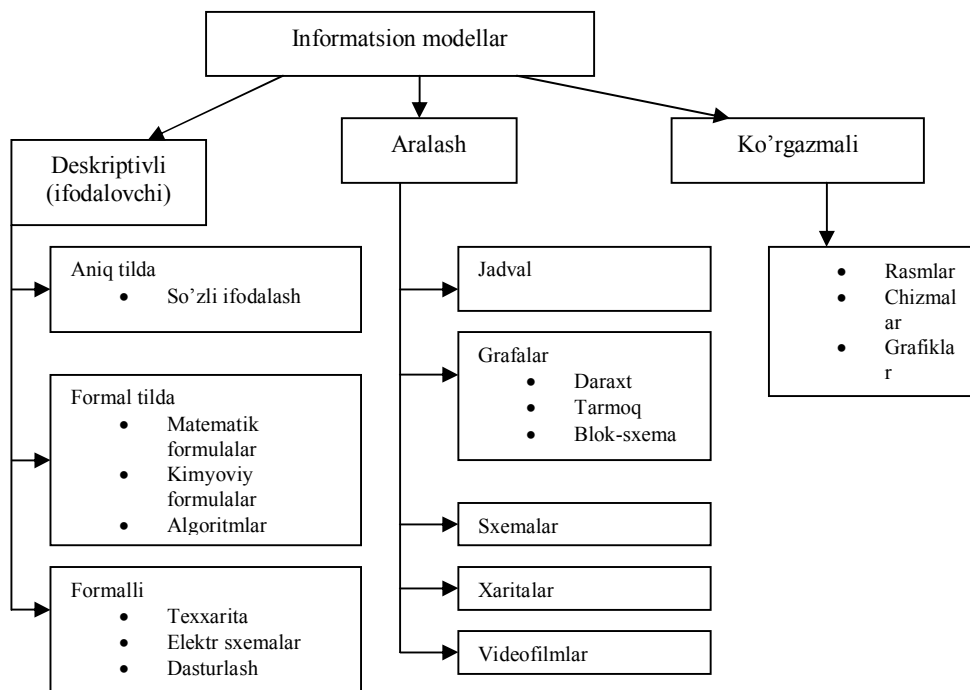 Informatsion modellar
Deskriptivli
(ifodalovchi)
Aniq tilda
• So’zli ifodalash
Formal tilda
• Matematik
formulalar
• Kimyoviy
formulalar
• Algoritmlar
Formalli
• Texxarita
• Elektr sxemalar
• Dasturlash
Aralash
Jadval
Grafalar
• Daraxt
• Tarmoq
• Blok-sxema
Sxemalar
Xaritalar
Videofilmlar
Ko’rgazmali
• Rasmlar
• Chizmal
ar
• Grafikla
r